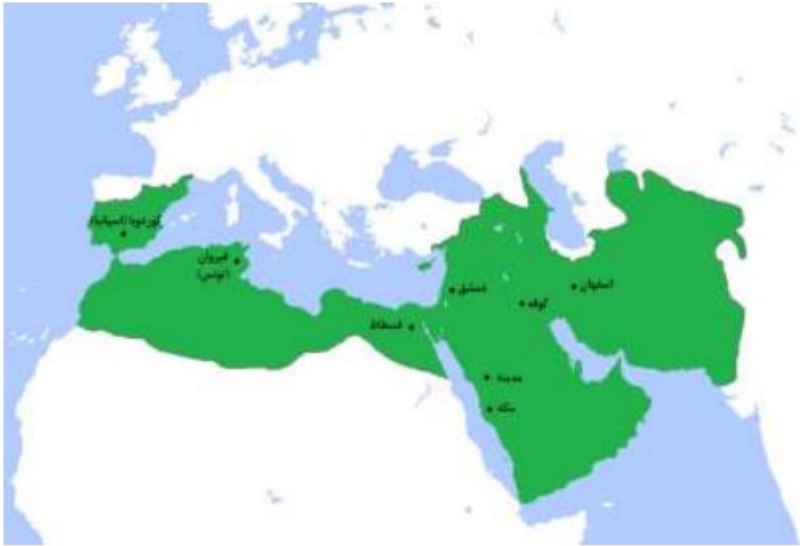 کوردوبا (اسپانیا)
قیروان
(تونس)
دمشق
کوفه
اصفهان
فسطاط
مدینه
مکه